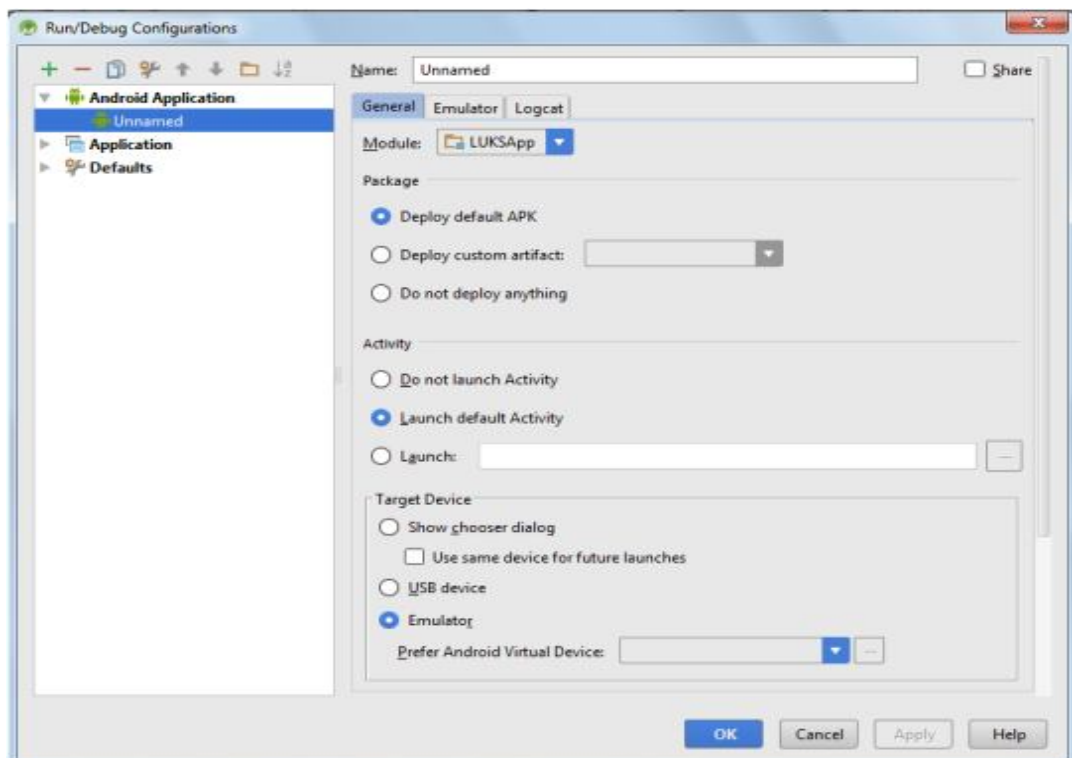 Run/Debug Configurations
Name: Unnamed
Share
Android Application
Unnamed
Application
Defaults
General Emulator Logcat
Module: LUKSApp
Package
Deploy default APK
Deploy custom artifact:
Do not deploy anything
Activity
Do not launch Activity
Launch default Activity
Launch:
Target Device
Show chooser dialog
Use same device for future launches
USB device
Emulator
Prefer Android Virtual Device:
OK Cancel Apply Help